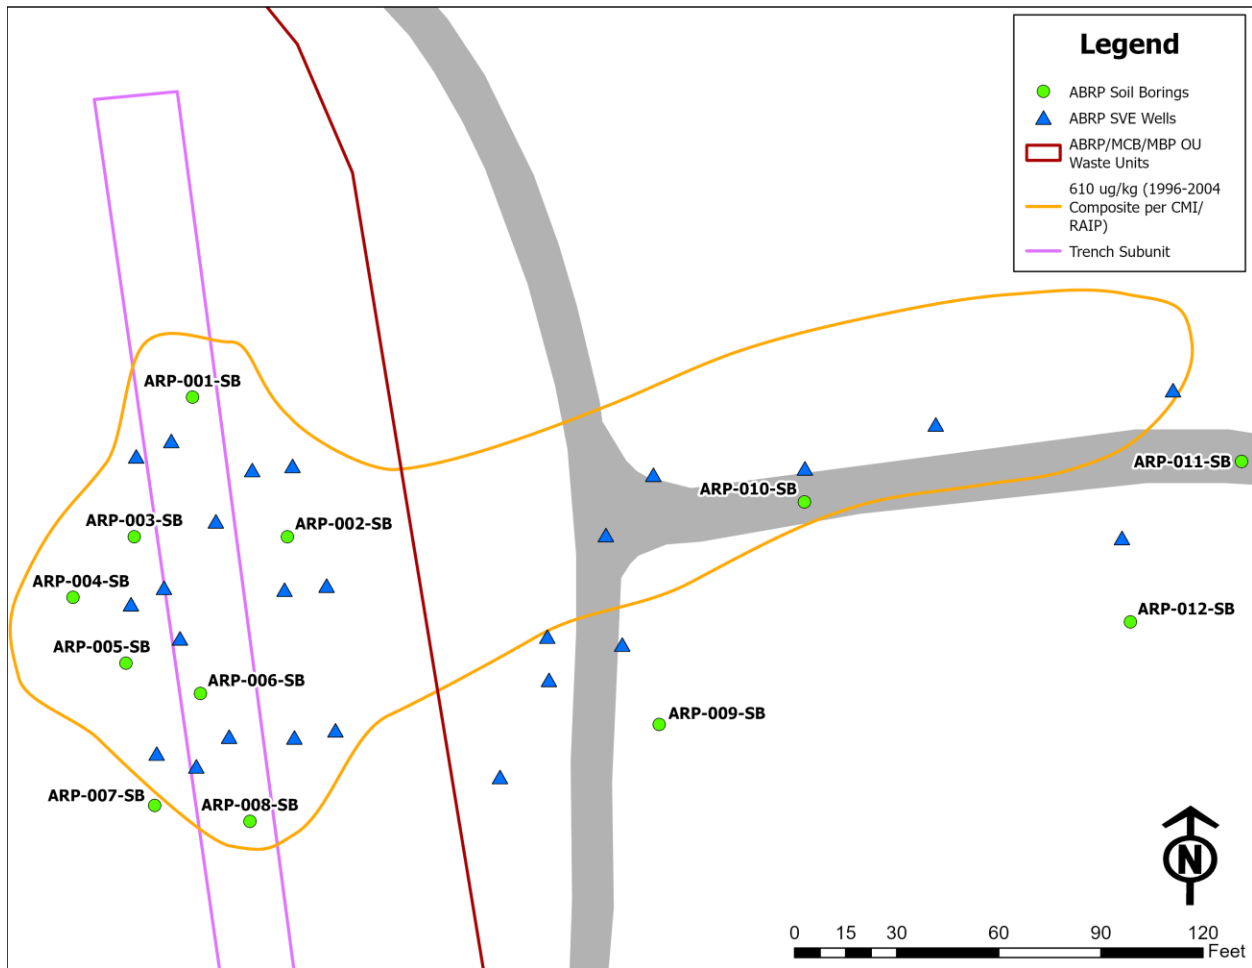 Legend
ABRP Soil Borings
ABRP SVE Wells
ABRP/MCB/MBP OU
Waste Units
610 ug/kg (1996-2004
Composite per CMI/
RAIP)
Trench Subunit
ARP-001-SB
ARP-003-SB
ARP-002-SB
ARP-004-SB
ARP-005-SB
ARP-006-SB
ARP-007-SB
ARP-008-SB
ARP-009-SB
ARP-010-SB
ARP-011-SB
ARP-012-SB
N
0 15 30 60 90 120
Feet